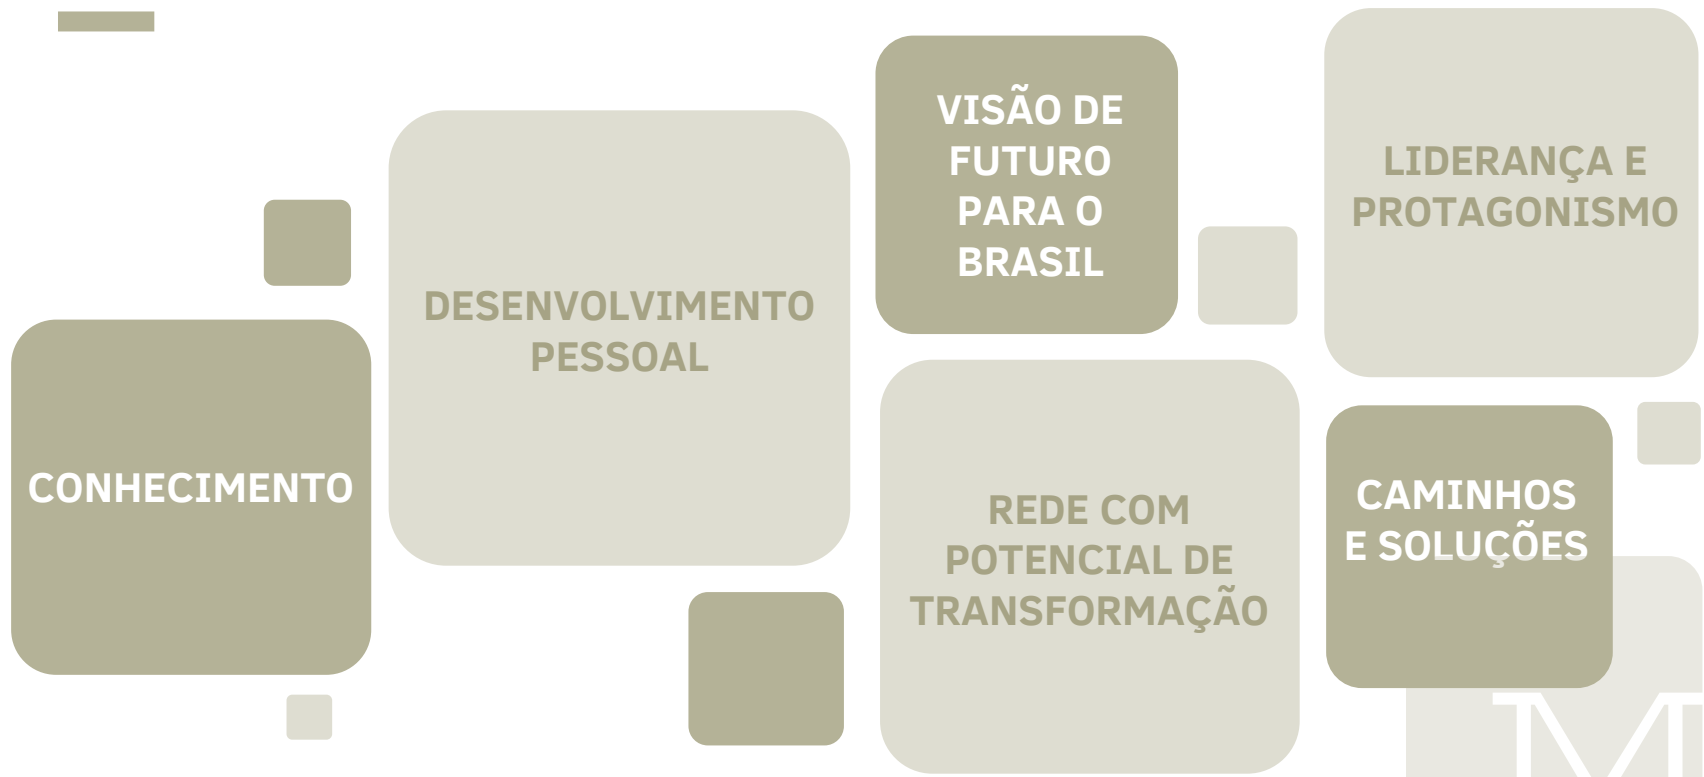 CONHECIMENTO
DESENVOLVIMENTO
PESSOAL
VISÃO DE
FUTURO
PARA O
BRASIL
REDE COM
POTENCIAL DE
TRANSFORMAÇÃO
LIDERANÇA E
PROTAGONISMO
CAMINHOS
E SOLUÇÕES
M